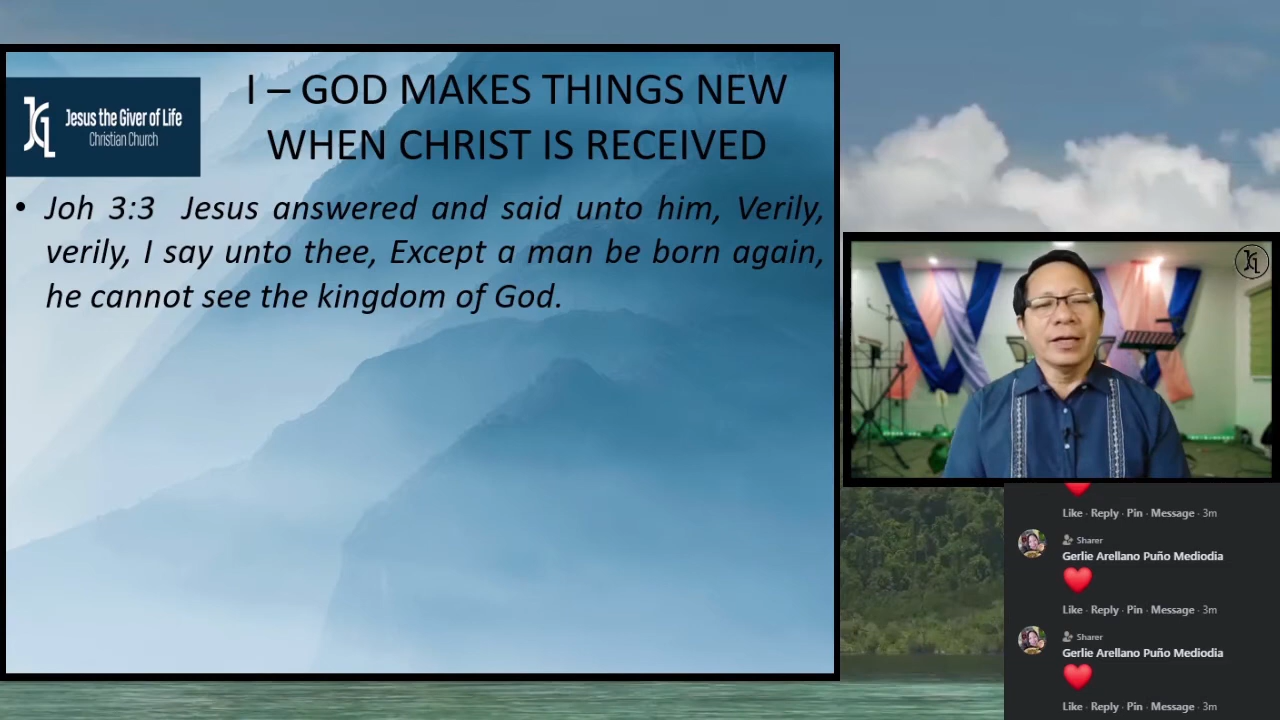 JGL
Jesus the Giver of Life
Christian Church
I – GOD MAKES THINGS NEW
WHEN CHRIST IS RECEIVED
• Joh 3:3 Jesus answered and said unto him, Verily,
verily, I say unto thee, Except a man be born again,
he cannot see the kingdom of God.
JGL
Like · Reply · Pin · Message · 3m
Sharer
Gerlie Arellano Puño Mediodia
Like · Reply · Pin · Message · 3m
Sharer
Gerlie Arellano Puño Mediodia
Like · Reply · Pin · Message · 3m